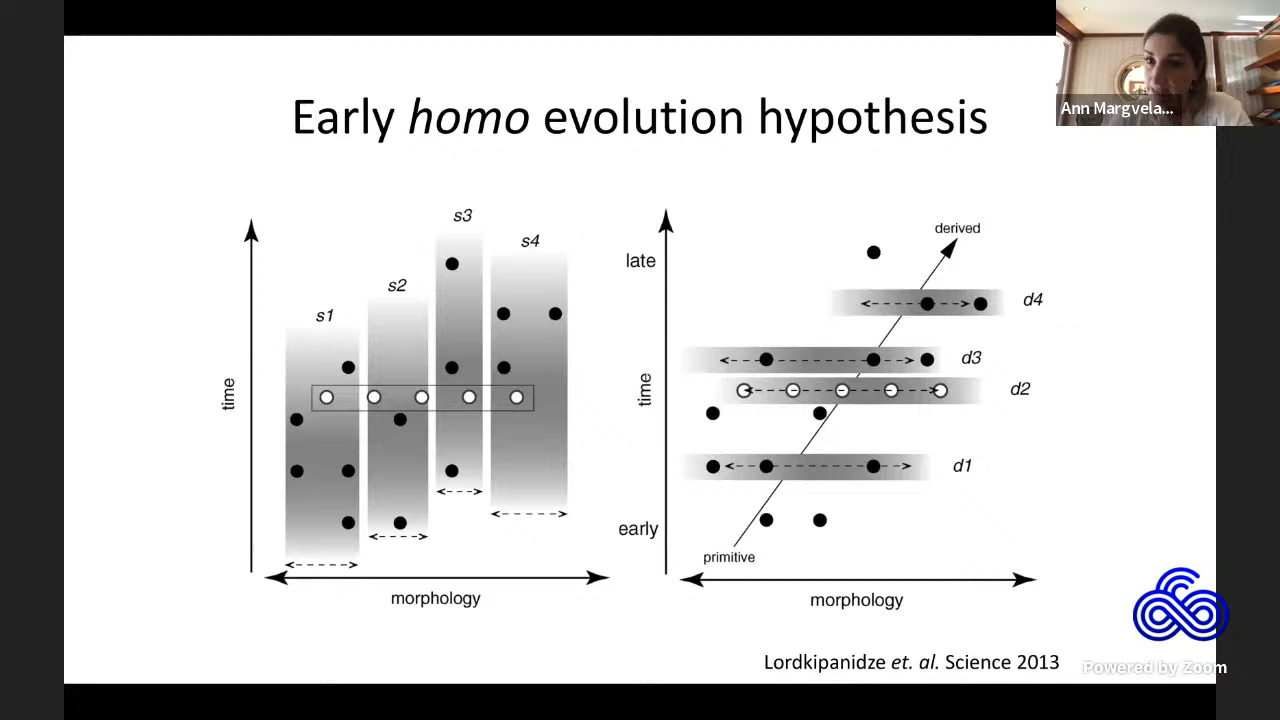 Ann Margvela...
Early homo evolution hypothesis
s1
s2
s3
s4
time
morphology
late
early
time
derived
d4
d3
d2
d1
primitive
morphology
Lordkipanidze et. al. Science 2013
Powered by Zoom